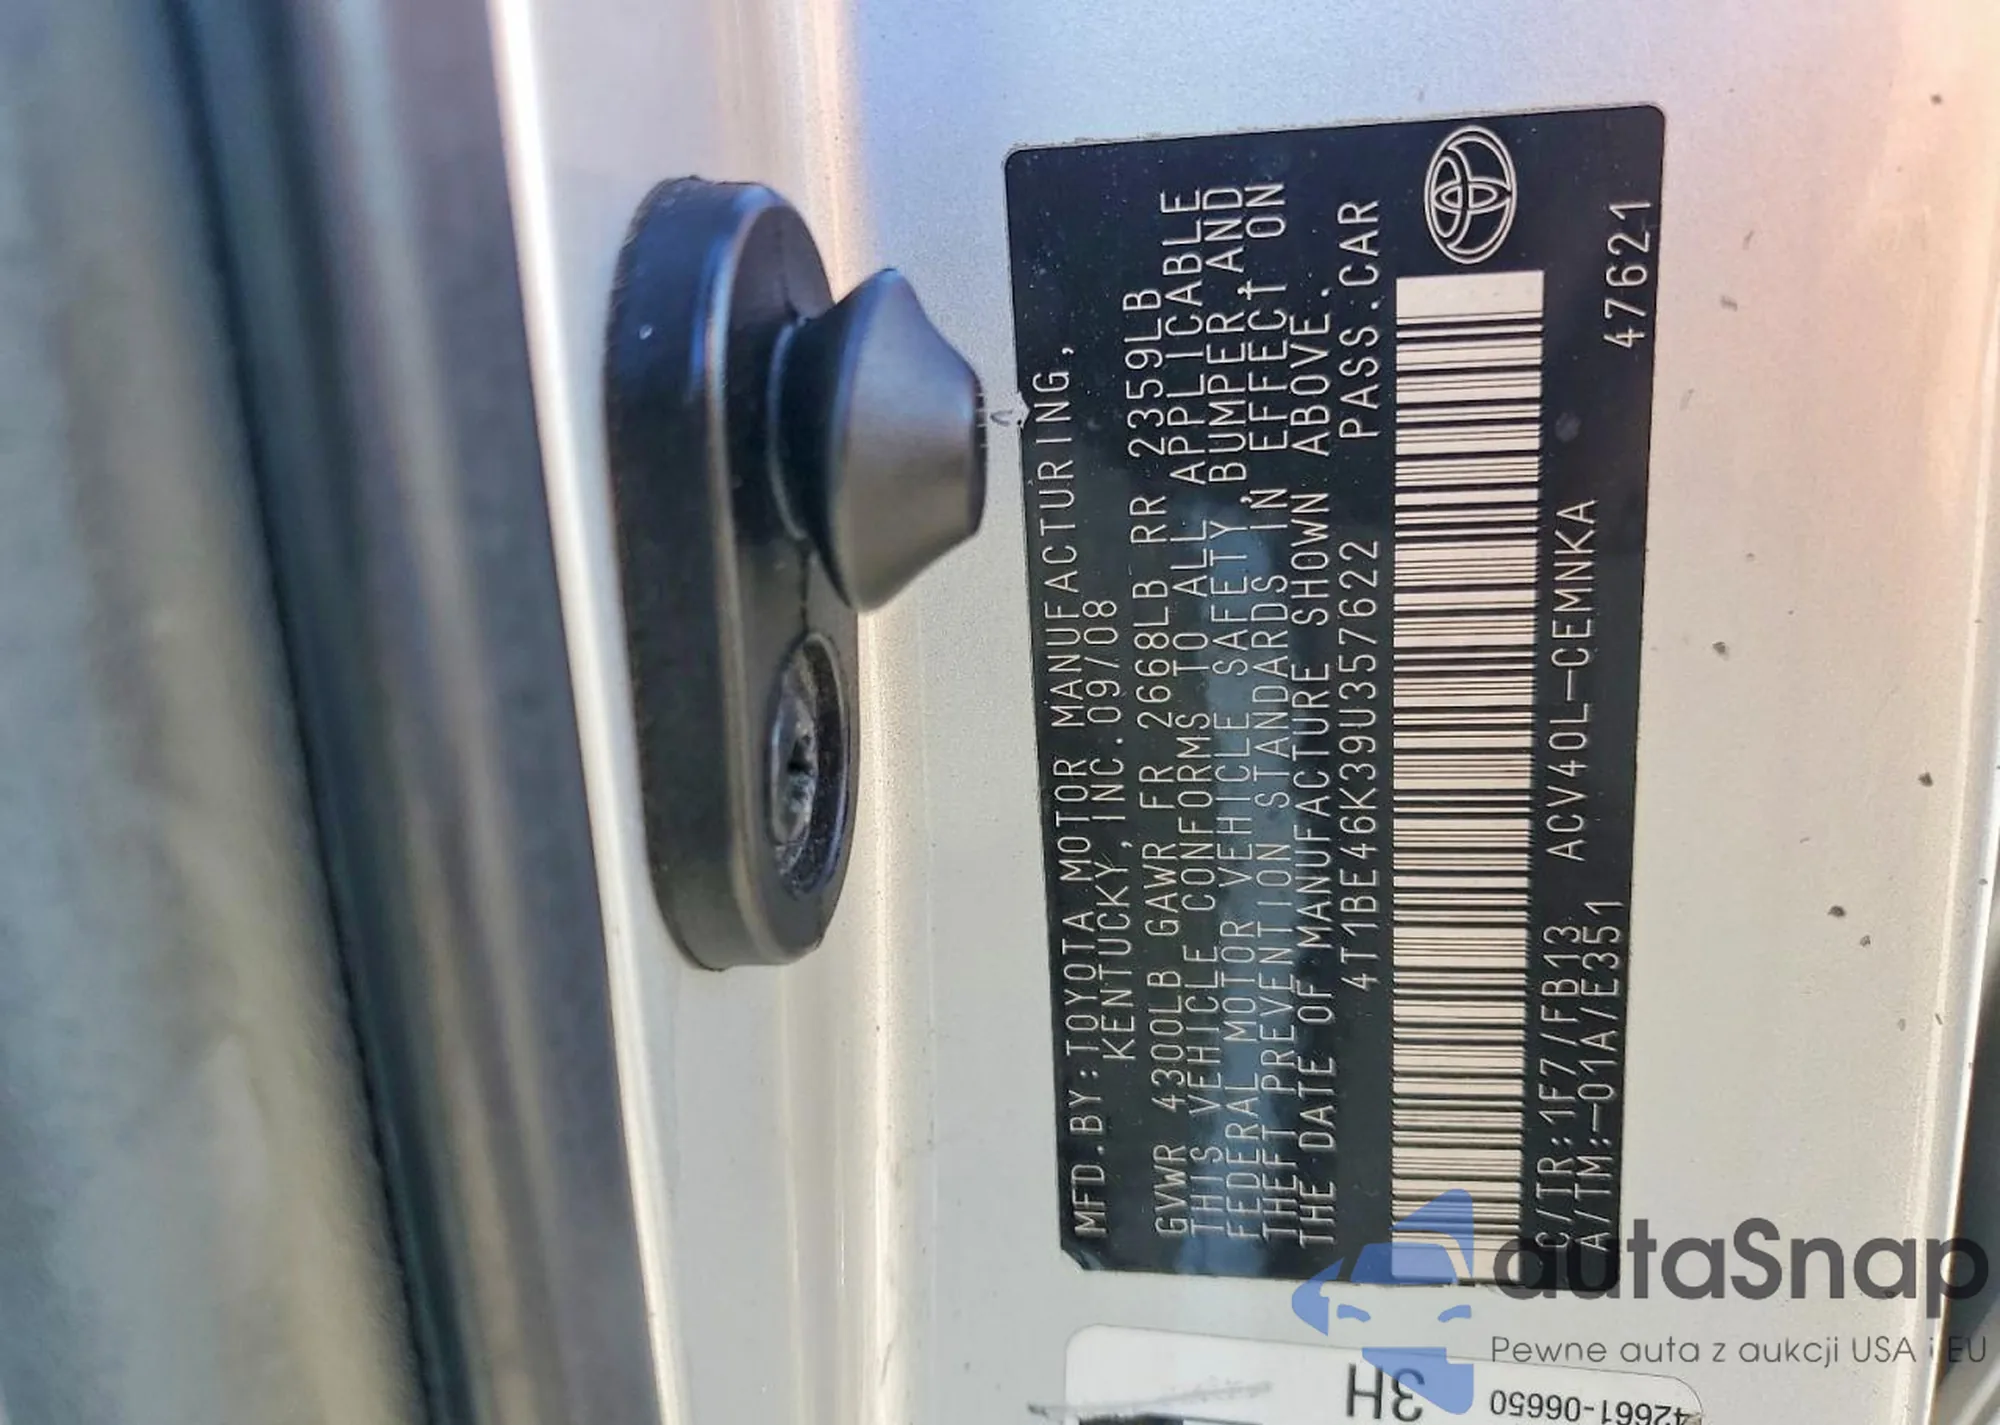 MFD.BY:TOYOTA MOTOR MANUFACTURING,
KENTUCKY, INC. 09/08
GVWR 4300LB GAWR FR 2668LB RR 2359LB
THIS VEHICLE CONFORMS TO ALL APPLICABLE
FEDERAL MOTOR VEHICLE SAFETY, BUMPER, AND
THEFT PREVENTION STANDARDS IN EFFECT ON
THE DATE OF MANUFACTURE SHOWN ABOVE.
4T1BE46K39U357622 PASS.CAR
C/TR:1F7/FB13 ACV40L-CEMNKA 47621
A/TM:-01A/E351
3H
42661-06650
autaSnap
Pewne auta z aukcji USA i EU